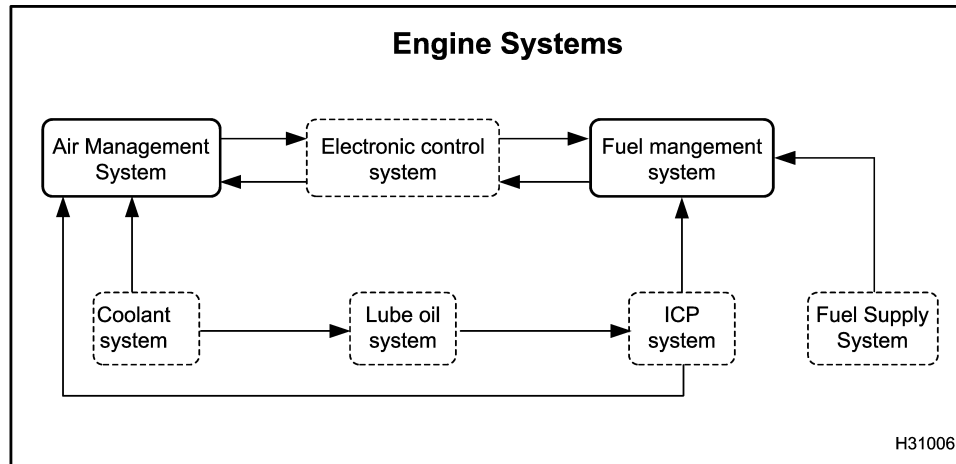 Engine Systems
Air Management
System
Electronic control
system
Fuel mangement
system
Coolant
system
Lube oil
system
ICP
system
Fuel Supply
System
H31006